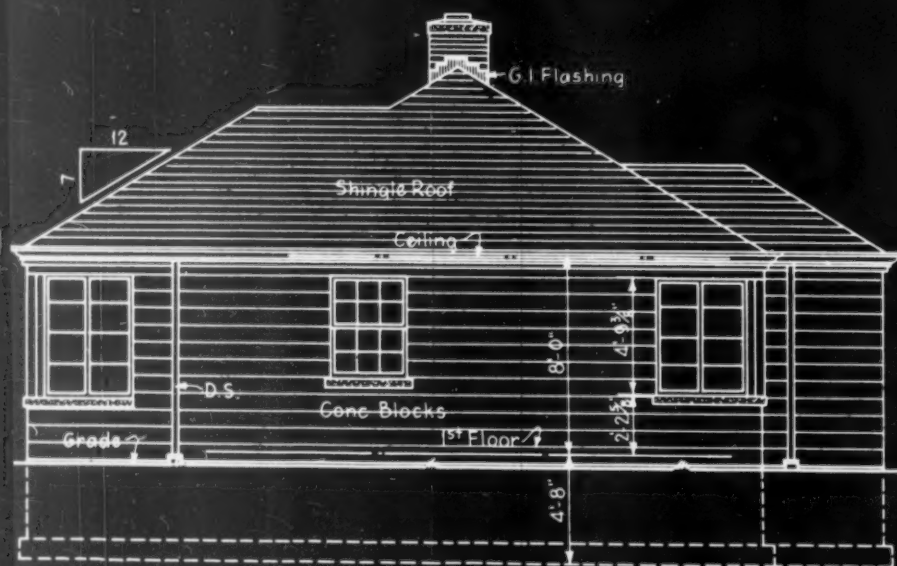 G.I. Flashing
12
7
Shingle Roof
Ceiling
8'-0"
4'-9¾"
D.S.
Conc Blocks
2'-2⅝"
Grade
1st Floor
4'-8"